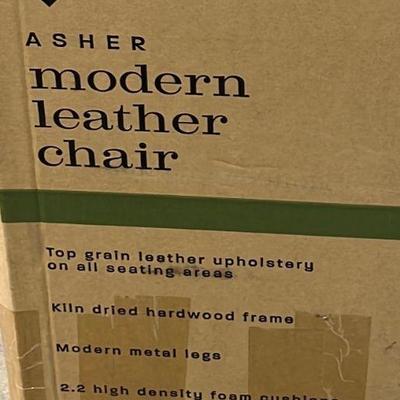 ASHER
modern
leather
chair
Top grain leather upholstery
on all seating areas
Kiln dried hardwood frame
Modern metal legs
2.2 high density foam cushions